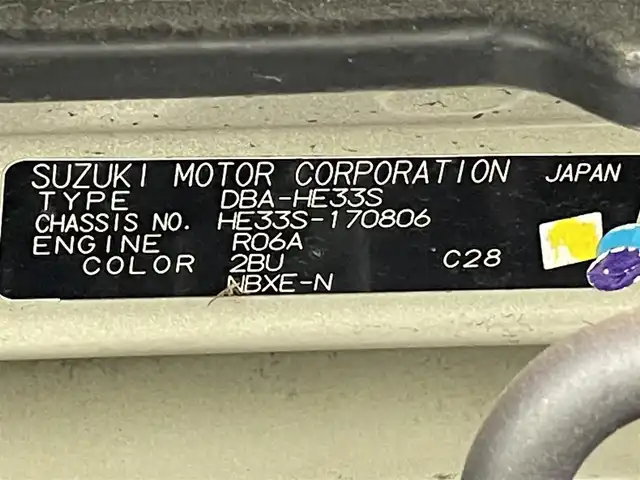 SUZUKI MOTOR CORPORATION JAPAN
TYPE DBA-HE33S
CHASSIS NO. HE33S-170806
ENGINE R06A
COLOR 2BU C28
NBXE-N